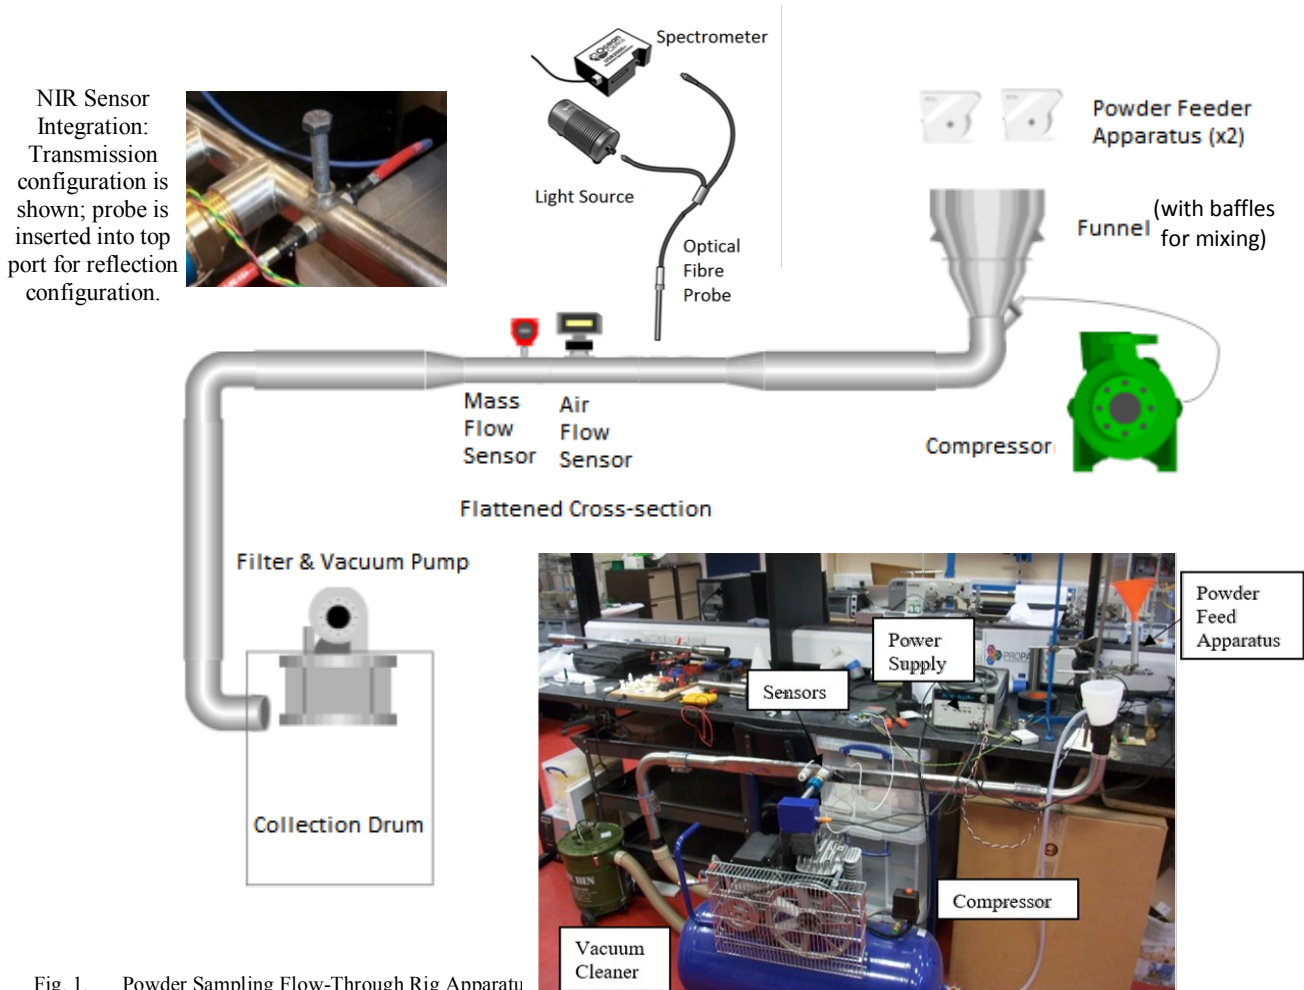 NIR Sensor
Integration:
Transmission
configuration is
shown; probe is
inserted into top
port for reflection
configuration.
Spectrometer
Light Source
Optical
Fibre
Probe
Powder Feeder
Apparatus (x2)
Funnel (with baffles
for mixing)
Compressor
Mass
Flow
Sensor
Air
Flow
Sensor
Flattened Cross-section
Filter & Vacuum Pump
Collection Drum
Powder
Feed
Apparatus
Power
Supply
Sensors
Compressor
Vacuum
Cleaner
BIN
Fig. 1. Powder Sampling Flow-Through Rig Apparatu